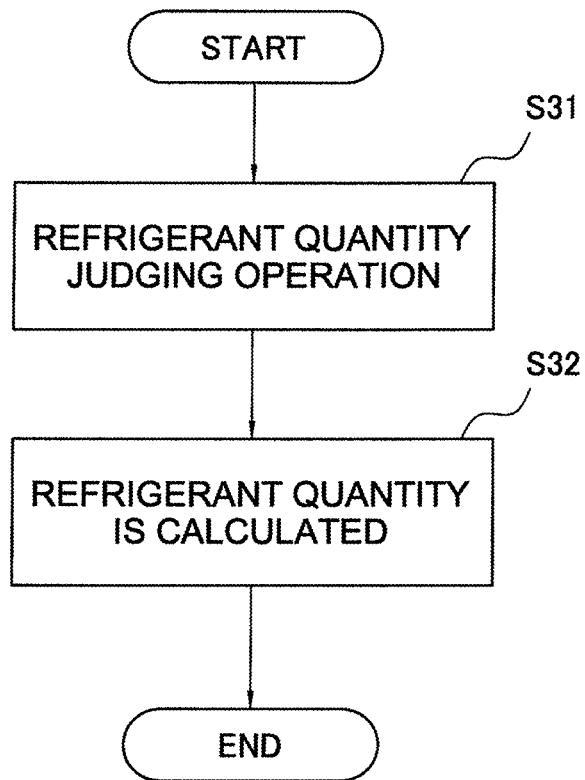 START
S31
REFRIGERANT QUANTITY
JUDGING OPERATION
S32
REFRIGERANT QUANTITY
IS CALCULATED
END